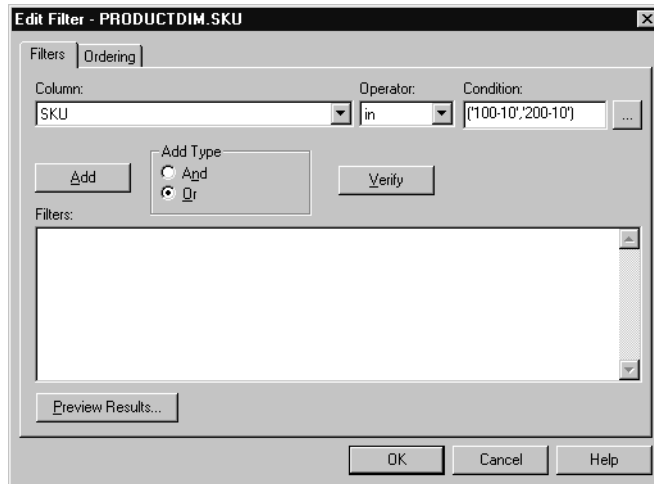 Edit Filter - PRODUCTDIM.SKU
Filters Ordering
Column: Operator: Condition:
SKU in ('100-10','200-10') ...
Add Type
Add And Verify
Or
Filters:
Preview Results...
OK Cancel Help